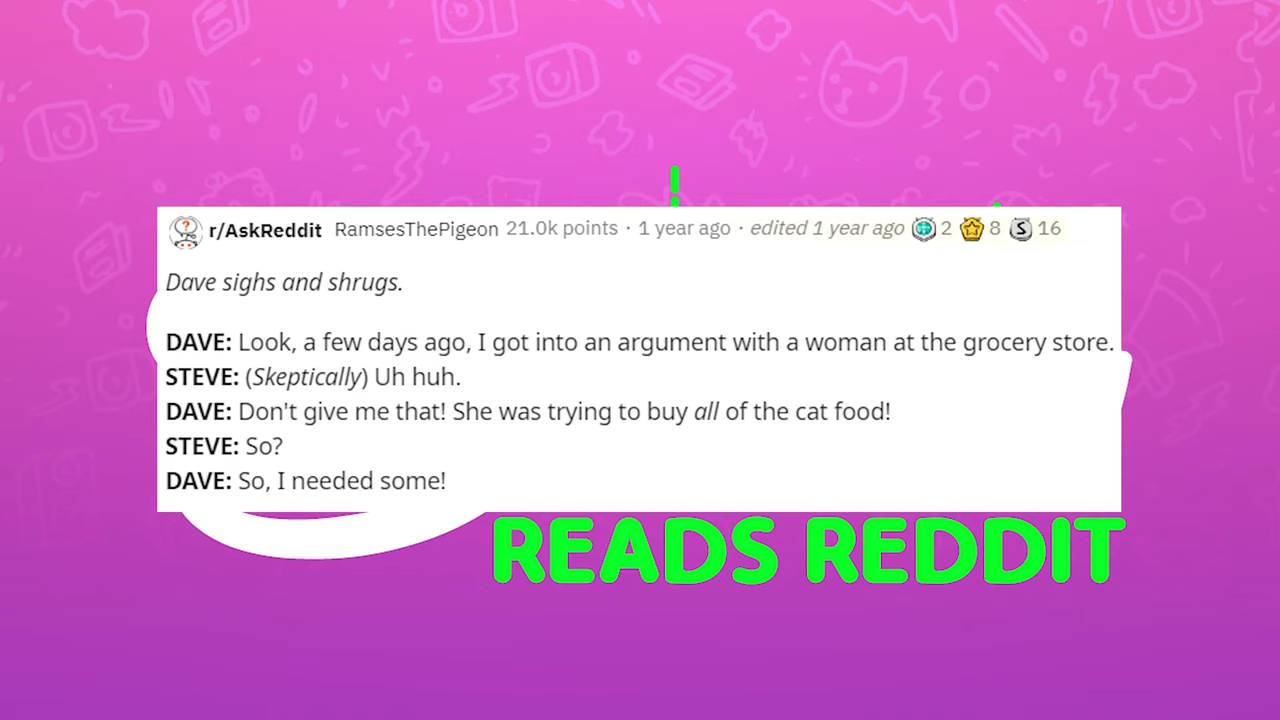 r/AskReddit RamsesThePigeon 21.0k points · 1 year ago · edited 1 year ago 2 8 S 16
Dave sighs and shrugs.
DAVE: Look, a few days ago, I got into an argument with a woman at the grocery store.
STEVE: (Skeptically) Uh huh.
DAVE: Don't give me that! She was trying to buy all of the cat food!
STEVE: So?
DAVE: So, I needed some!
READS REDDIT